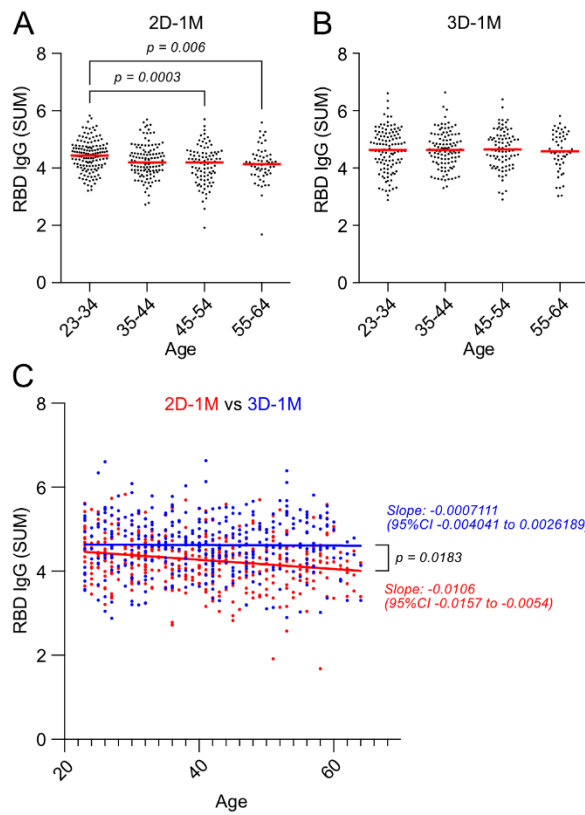 A
2D-1M
p = 0.006
p = 0.0003
RBD IgG (SUM)
8
6
4
2
0
23-34
35-44
45-54
55-64
Age
B
3D-1M
RBD IgG (SUM)
8
6
4
2
0
23-34
35-44
45-54
55-64
Age
C
2D-1M vs 3D-1M
RBD IgG (SUM)
8
6
4
2
0
20
40
60
Age
Slope: -0.0007111
(95%CI -0.004041 to 0.0026189)
p = 0.0183
Slope: -0.0106
(95%CI -0.0157 to -0.0054)